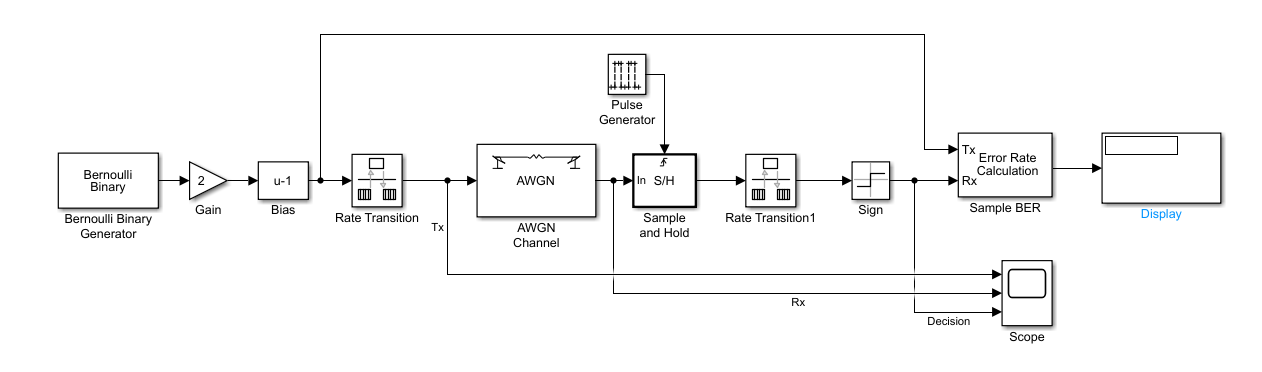 Pulse
Generator
Bernoulli
Binary
Bernoulli Binary
Generator
2
Gain
u-1
Bias
Rate Transition
Tx
AWGN
AWGN
Channel
In
S/H
Sample
and Hold
Rate Transition1
Sign
Tx
Rx
Error Rate
Calculation
Sample BER
Display
Rx
Decision
Scope